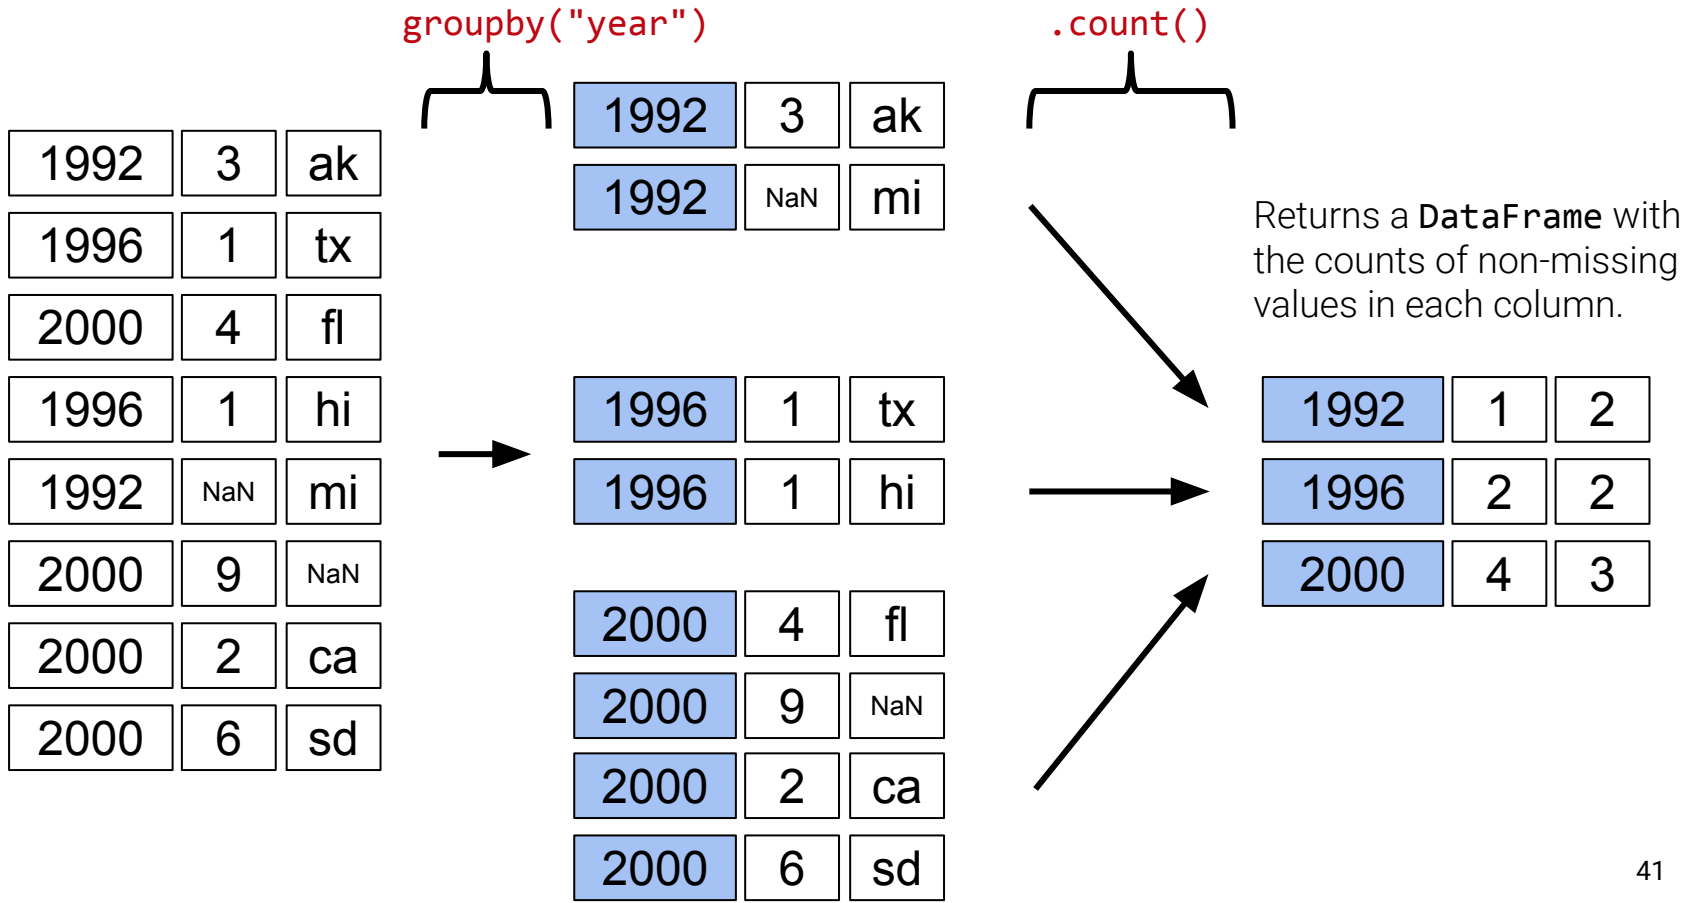 groupby("year") .count()
1992 3 ak
1996 1 tx
2000 4 fl
1996 1 hi
1992 NaN mi
2000 9 NaN
2000 2 ca
2000 6 sd
1992 3 ak
1992 NaN mi
1996 1 tx
1996 1 hi
2000 4 fl
2000 9 NaN
2000 2 ca
2000 6 sd
Returns a DataFrame with
the counts of non-missing
values in each column.
1992 1 2
1996 2 2
2000 4 3
41